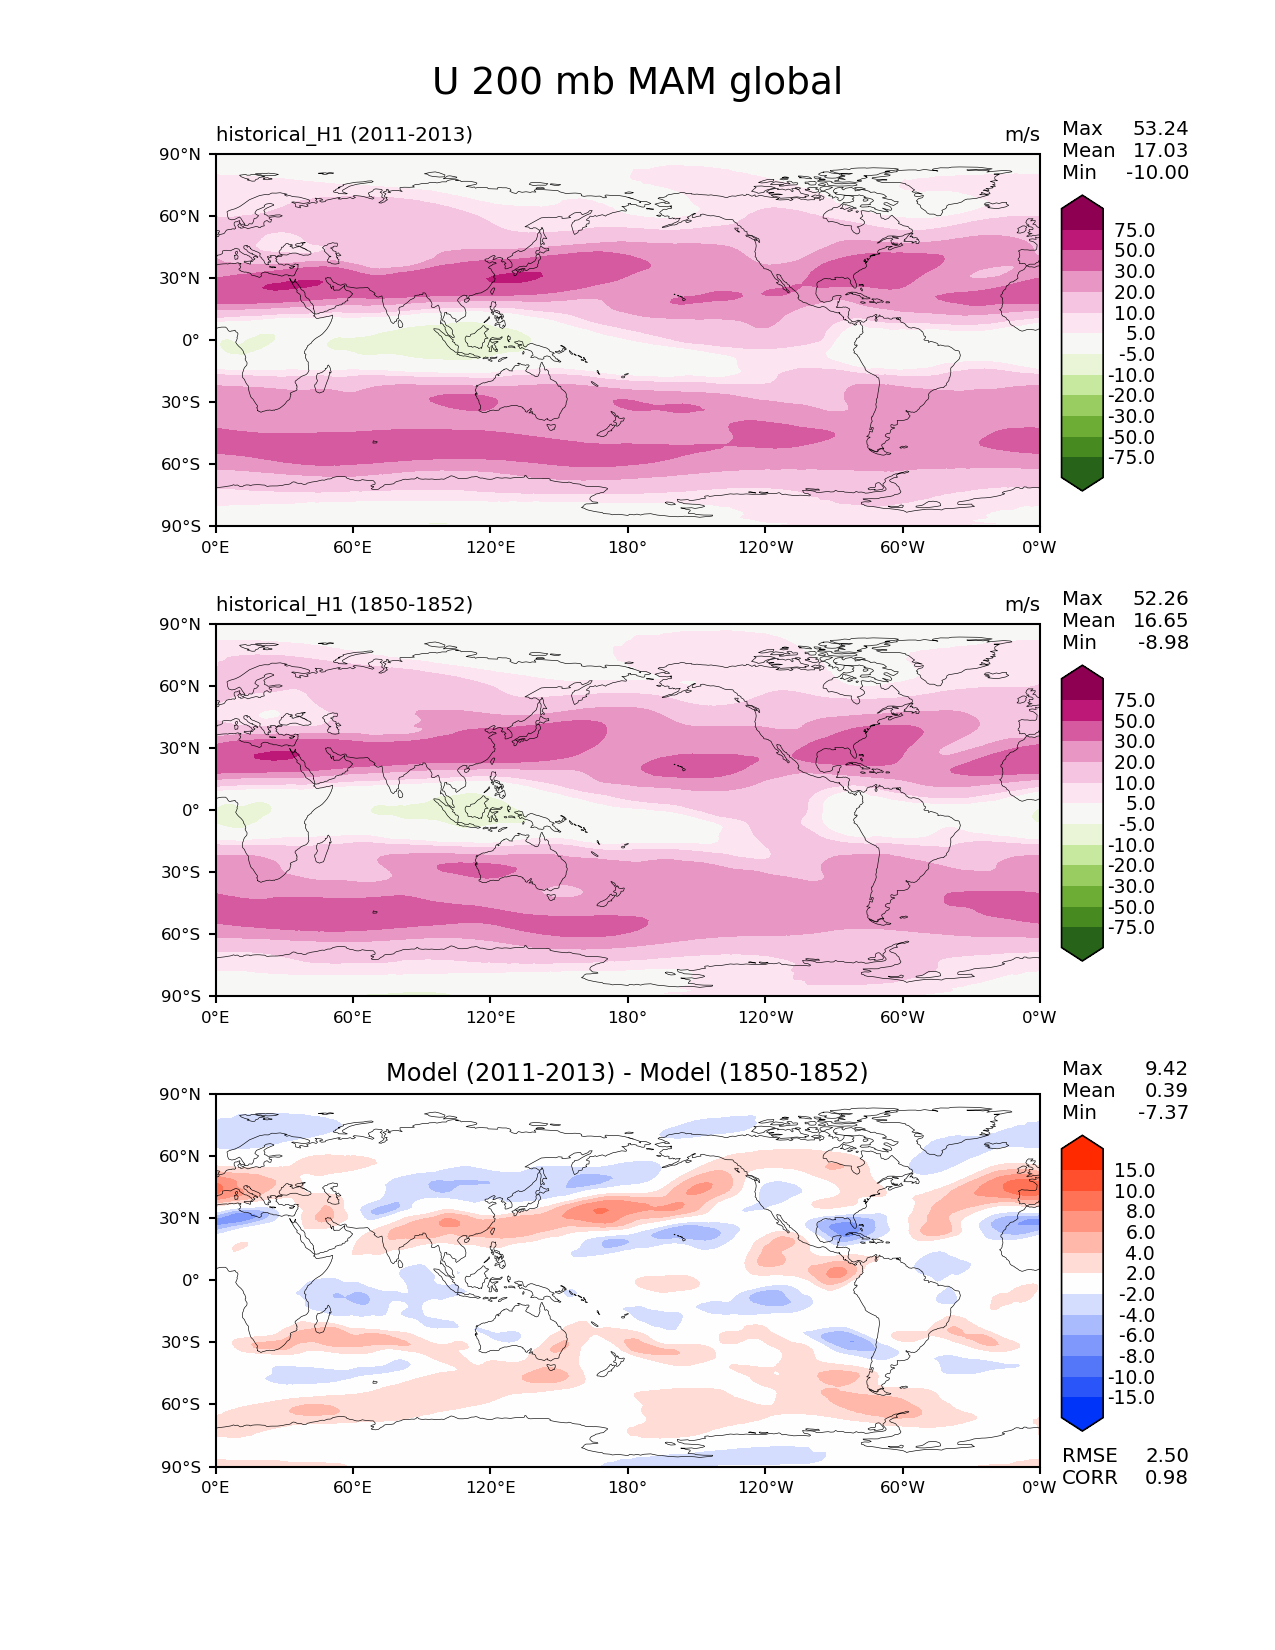 U 200 mb MAM global
historical_H1 (2011-2013) m/s
Max 53.24
Mean 17.03
Min -10.00
90°N
60°N
30°N
0°
30°S
60°S
90°S
0°E 60°E 120°E 180° 120°W 60°W 0°W
75.0
50.0
30.0
20.0
10.0
5.0
-5.0
-10.0
-20.0
-30.0
-50.0
-75.0
historical_H1 (1850-1852) m/s
Max 52.26
Mean 16.65
Min -8.98
90°N
60°N
30°N
0°
30°S
60°S
90°S
0°E 60°E 120°E 180° 120°W 60°W 0°W
75.0
50.0
30.0
20.0
10.0
5.0
-5.0
-10.0
-20.0
-30.0
-50.0
-75.0
Model (2011-2013) - Model (1850-1852)
Max 9.42
Mean 0.39
Min -7.37
90°N
60°N
30°N
0°
30°S
60°S
90°S
0°E 60°E 120°E 180° 120°W 60°W 0°W
15.0
10.0
8.0
6.0
4.0
2.0
-2.0
-4.0
-6.0
-8.0
-10.0
-15.0
RMSE 2.50
CORR 0.98